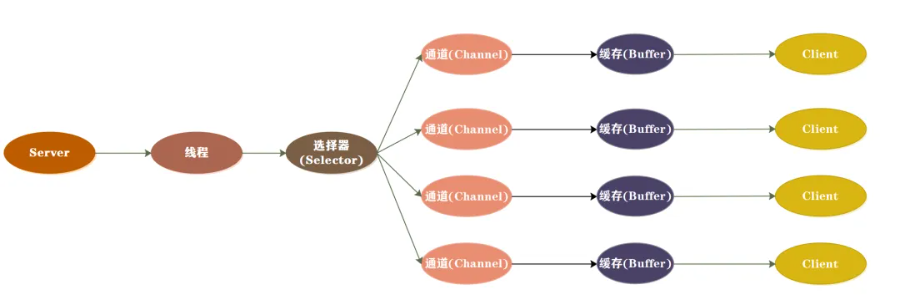 通道(Channel)
缓存(Buffer)
Client
通道(Channel)
缓存(Buffer)
Client
Server
线程
选择器
(Selector)
通道(Channel)
缓存(Buffer)
Client
通道(Channel)
缓存(Buffer)
Client